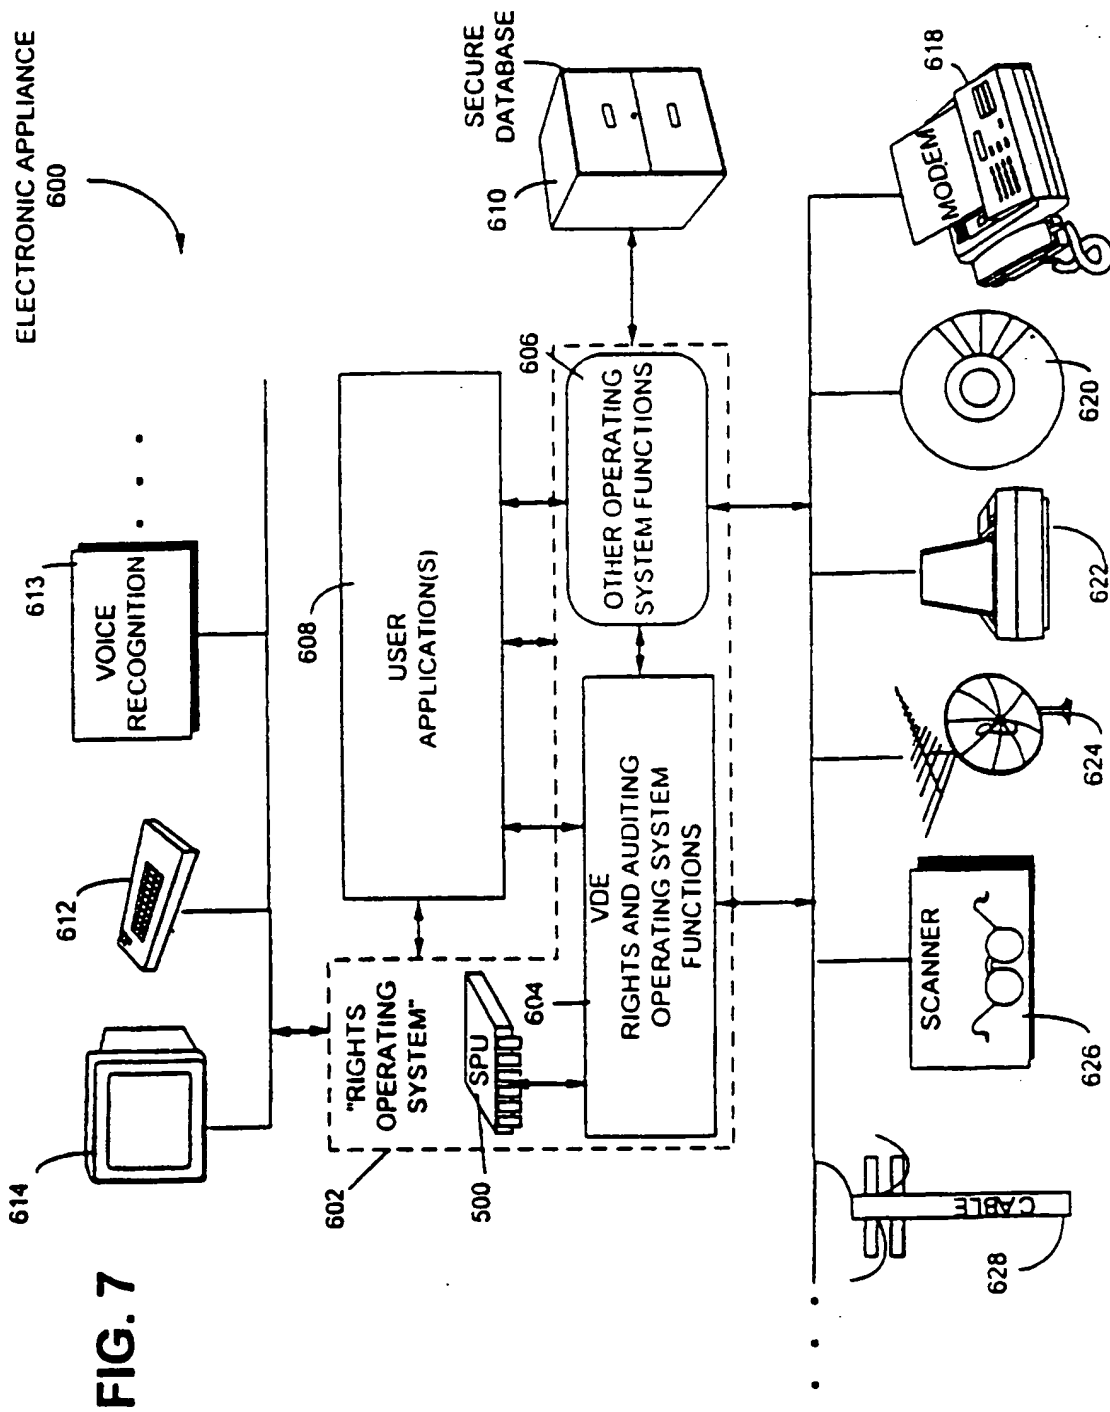 FIG. 7
ELECTRONIC APPLIANCE
600
614
612
613
VOICE
RECOGNITION
602
"RIGHTS
OPERATING
SYSTEM"
608
USER
APPLICATION(S)
500
SPU
604
VDE
RIGHTS AND AUDITING
OPERATING SYSTEM
FUNCTIONS
606
OTHER OPERATING
SYSTEM FUNCTIONS
610
SECURE
DATABASE
628
CABLE
626
SCANNER
624
622
620
618
MODEM